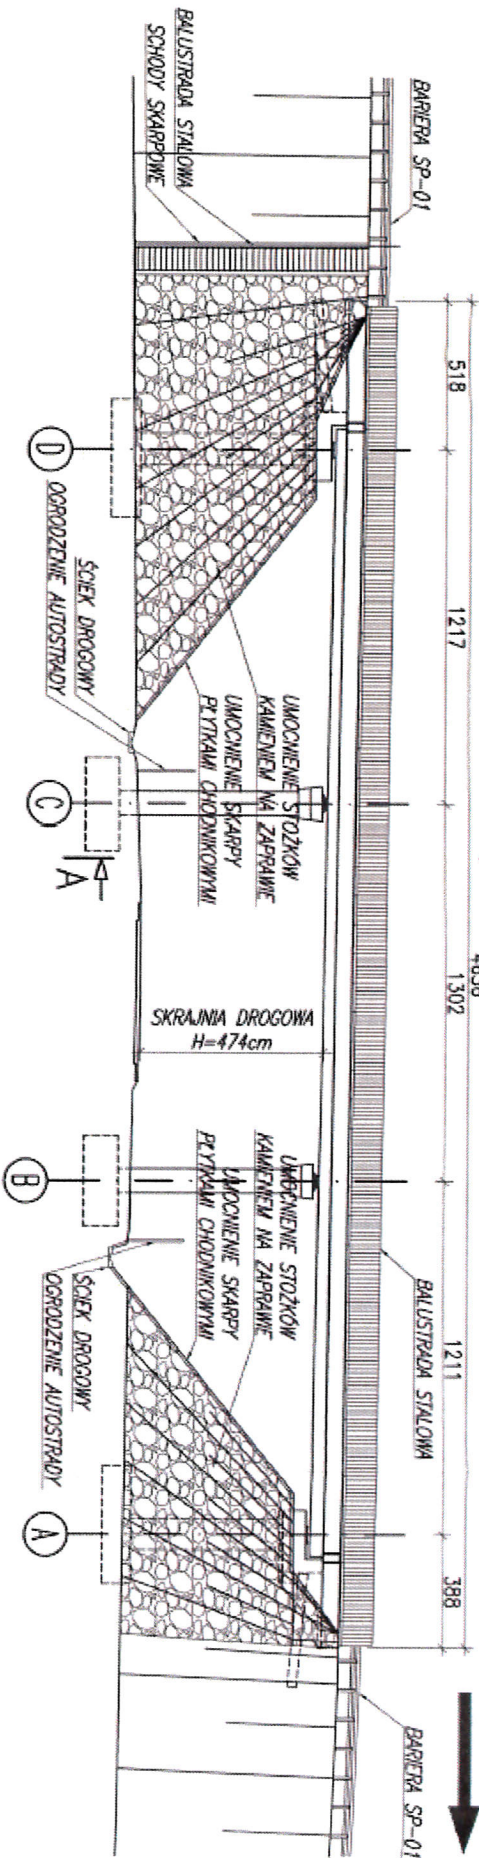 518
1217
1302
1211
388
BARIERA SP-01
BALUSTRADA STALOWA
BARIERA SP-01
BALUSTRADA STALOWA
SCHODY SKARPOWE
UMOCNIENIE STOŻKÓW
KAMIENIEM NA ZAPRAWIE
UMOCNIENIE SKARPY
PŁYTKAMI CHODNIKOWYMI
SKRAJNIA DROGOWA
H=474cm
UMOCNIENIE STOŻKÓW
KAMIENIEM NA ZAPRAWIE
UMOCNIENIE SKARPY
PŁYTKAMI CHODNIKOWYMI
ŚCIEK DROGOWY
OGRODZENIE AUTOSTRADY
ŚCIEK DROGOWY
OGRODZENIE AUTOSTRADY
A
D
C
B
A